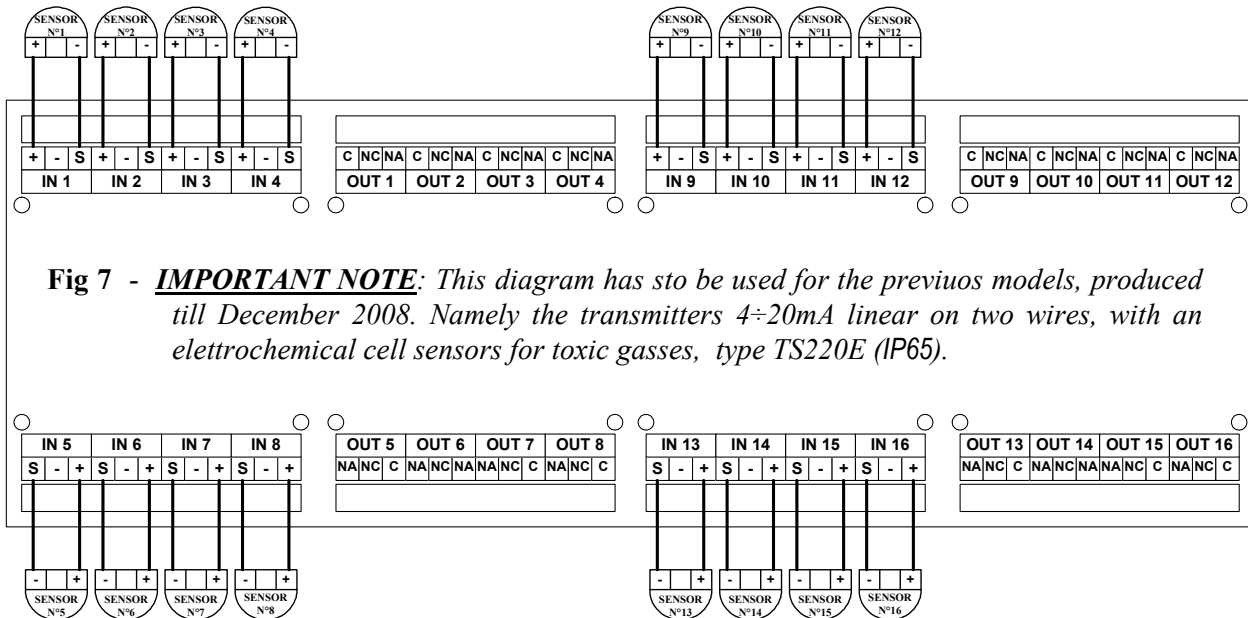 SENSOR N°1 SENSOR N°2 SENSOR N°3 SENSOR N°4 SENSOR N°9 SENSOR N°10 SENSOR N°11 SENSOR N°12
+ - + - + - + - + - + - + - + -
+ - S + - S + - S + - S C NC NA C NC NA C NC NA C NC NA + - S + - S + - S + - S C NC NA C NC NA C NC NA C NC NA
IN 1 IN 2 IN 3 IN 4 OUT 1 OUT 2 OUT 3 OUT 4 IN 9 IN 10 IN 11 IN 12 OUT 9 OUT 10 OUT 11 OUT 12
Fig 7 - IMPORTANT NOTE: This diagram has sto be used for the previuos models, produced
till December 2008. Namely the transmitters 4÷20mA linear on two wires, with an
elettrochemical cell sensors for toxic gasses, type TS220E (IP65).
IN 5 IN 6 IN 7 IN 8 OUT 5 OUT 6 OUT 7 OUT 8 IN 13 IN 14 IN 15 IN 16 OUT 13 OUT 14 OUT 15 OUT 16
S - + S - + S - + S - + NA NC C NA NC NA NA NC C NA NC C S - + S - + S - + S - + NA NC C NA NC NA NA NC C NA NC C
- + - + - + - + - + - + - + - +
SENSOR N°5 SENSOR N°6 SENSOR N°7 SENSOR N°8 SENSOR N°13 SENSOR N°14 SENSOR N°15 SENSOR N°16